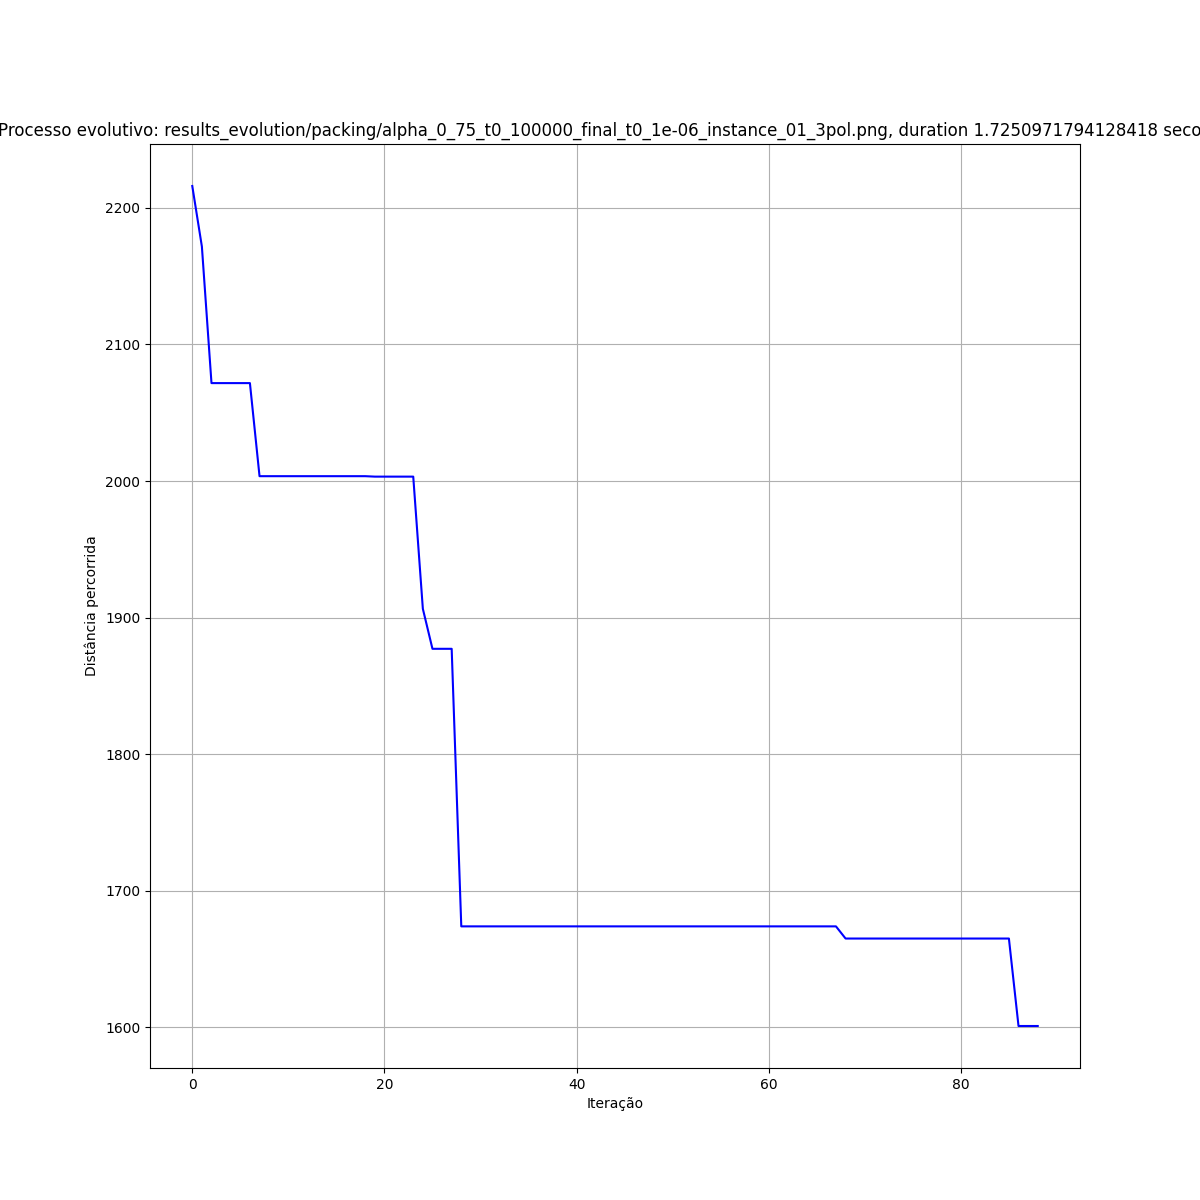 Processo evolutivo: results_evolution/packing/alpha_0_75_t0_100000_final_t0_1e-06_instance_01_3pol.png, duration 1.7250971794128418 seco
2200
2100
2000
1900
1800
1700
1600
Distância percorrida
0 20 40 60 80
Iteração